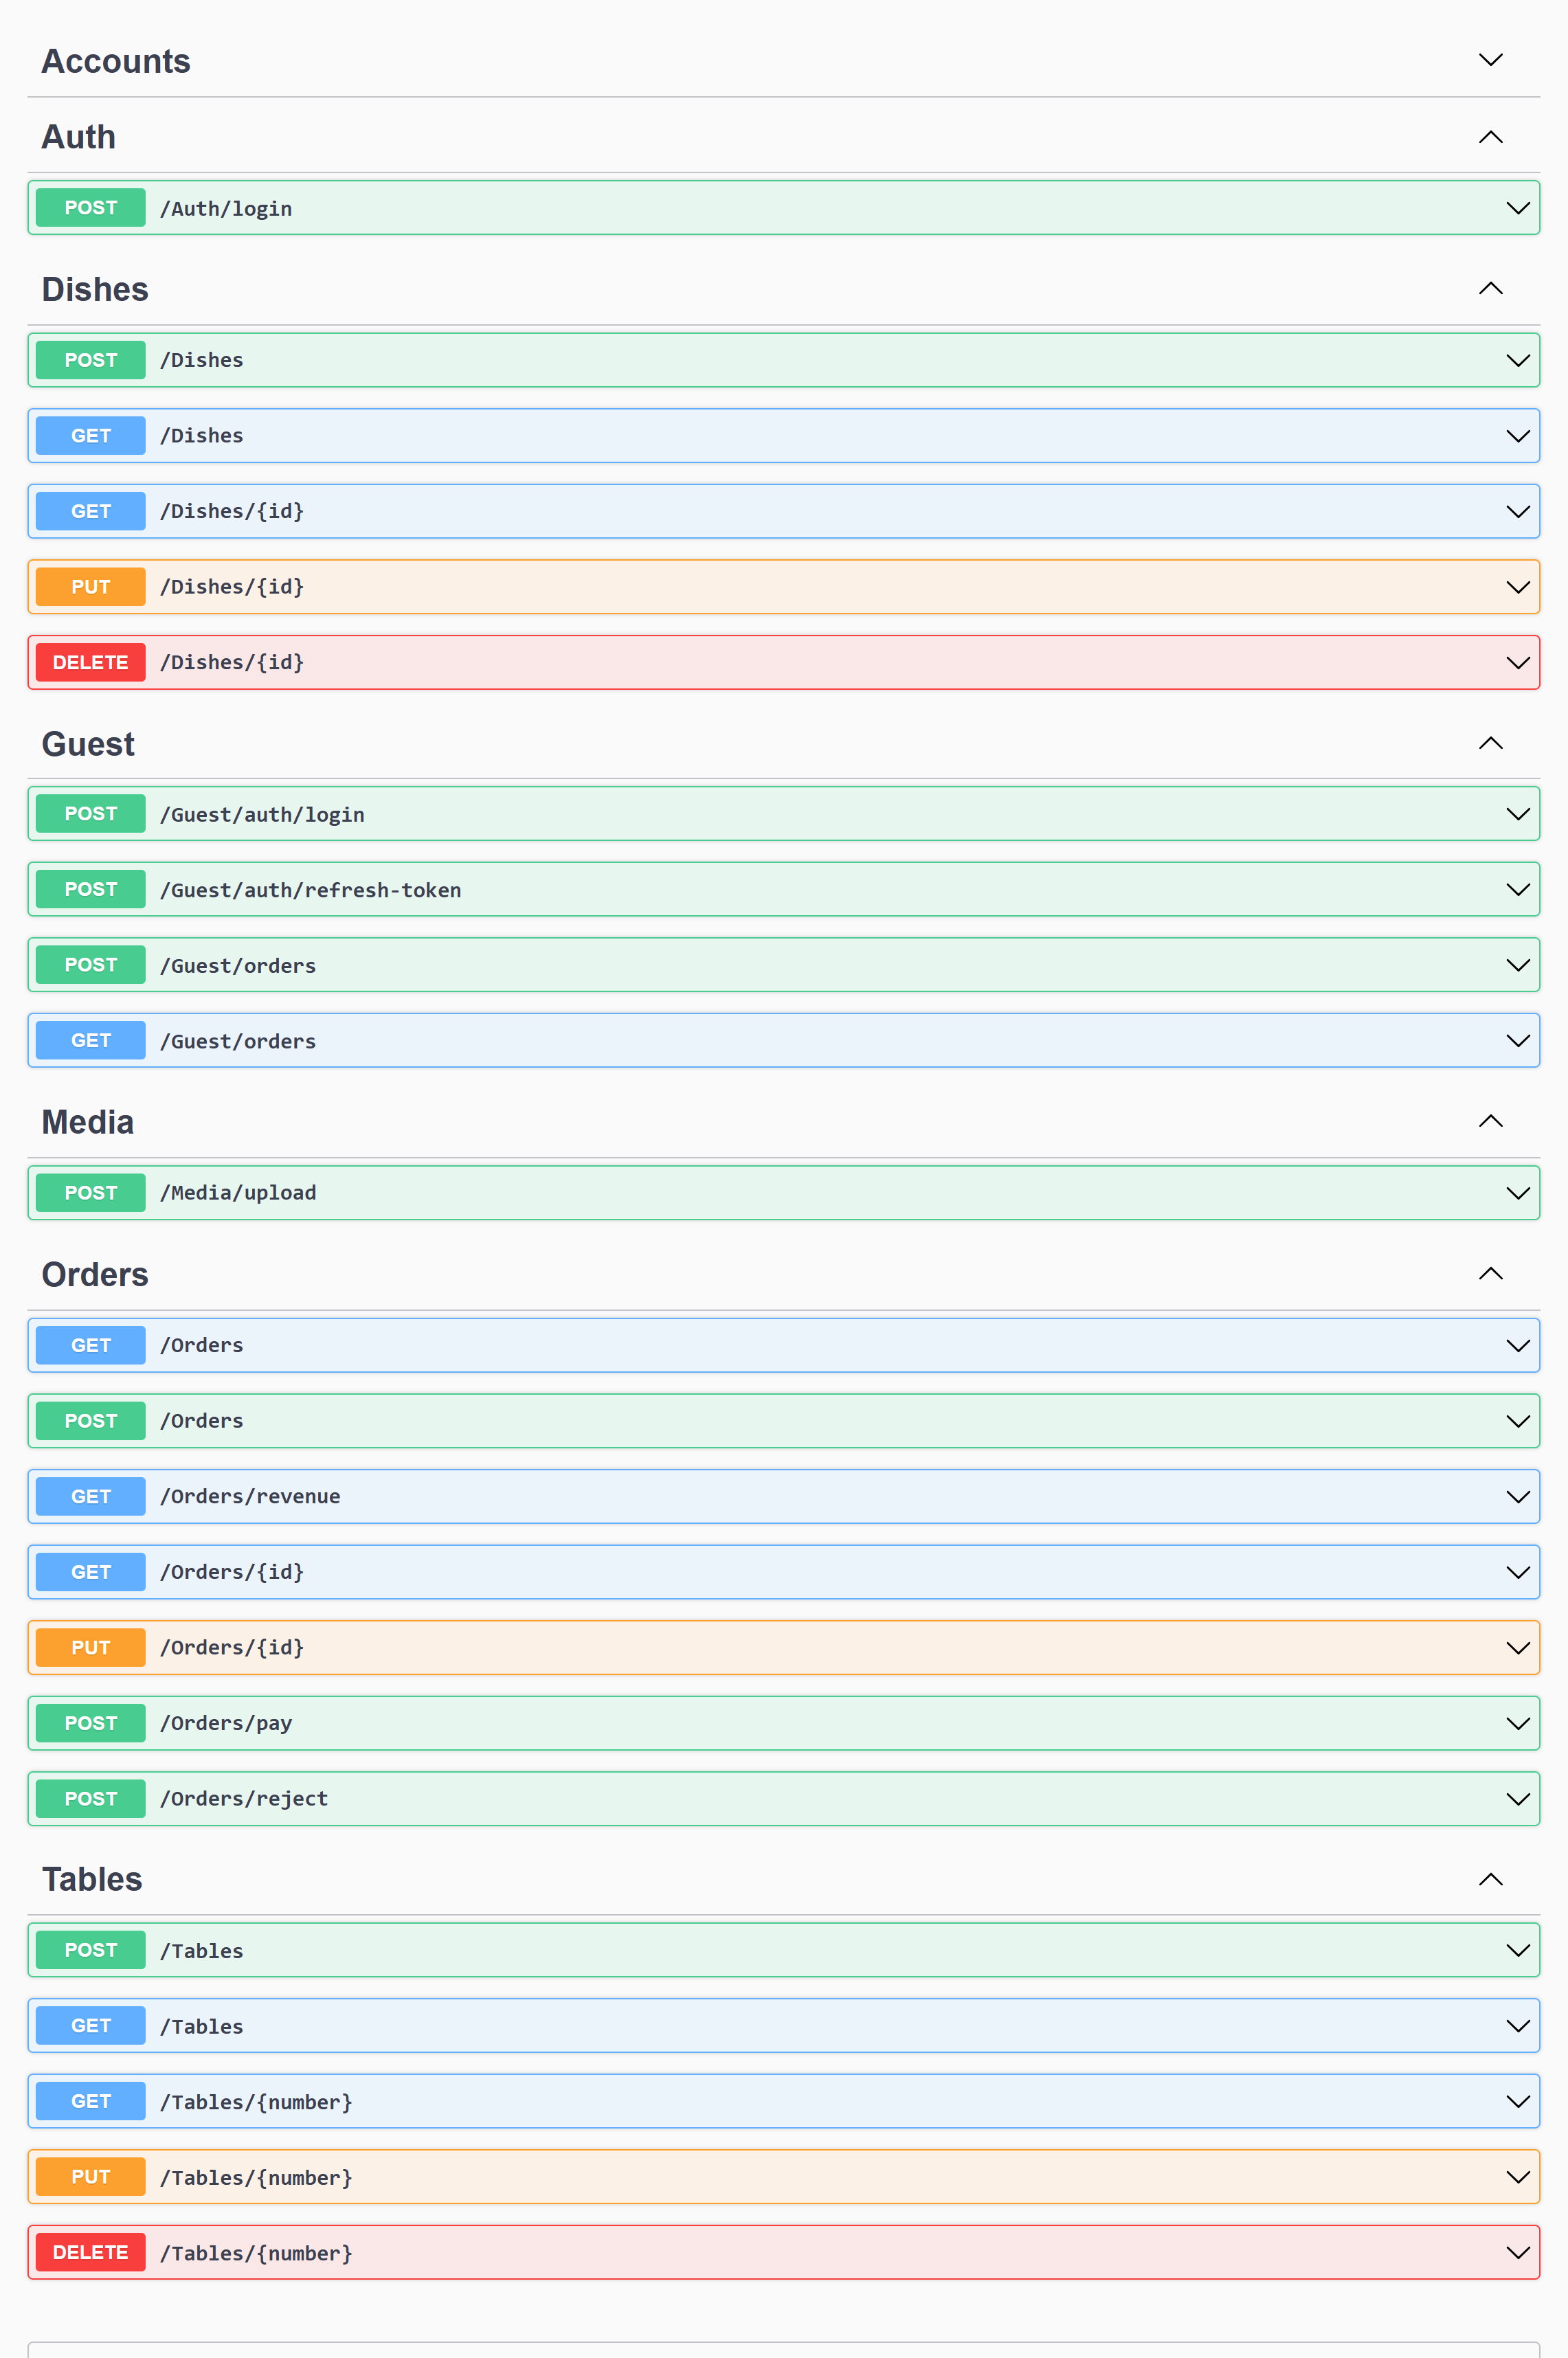 Accounts
Auth
POST /Auth/login
Dishes
POST /Dishes
GET /Dishes
GET /Dishes/{id}
PUT /Dishes/{id}
DELETE /Dishes/{id}
Guest
POST /Guest/auth/login
POST /Guest/auth/refresh-token
POST /Guest/orders
GET /Guest/orders
Media
POST /Media/upload
Orders
GET /Orders
POST /Orders
GET /Orders/revenue
GET /Orders/{id}
PUT /Orders/{id}
POST /Orders/pay
POST /Orders/reject
Tables
POST /Tables
GET /Tables
GET /Tables/{number}
PUT /Tables/{number}
DELETE /Tables/{number}